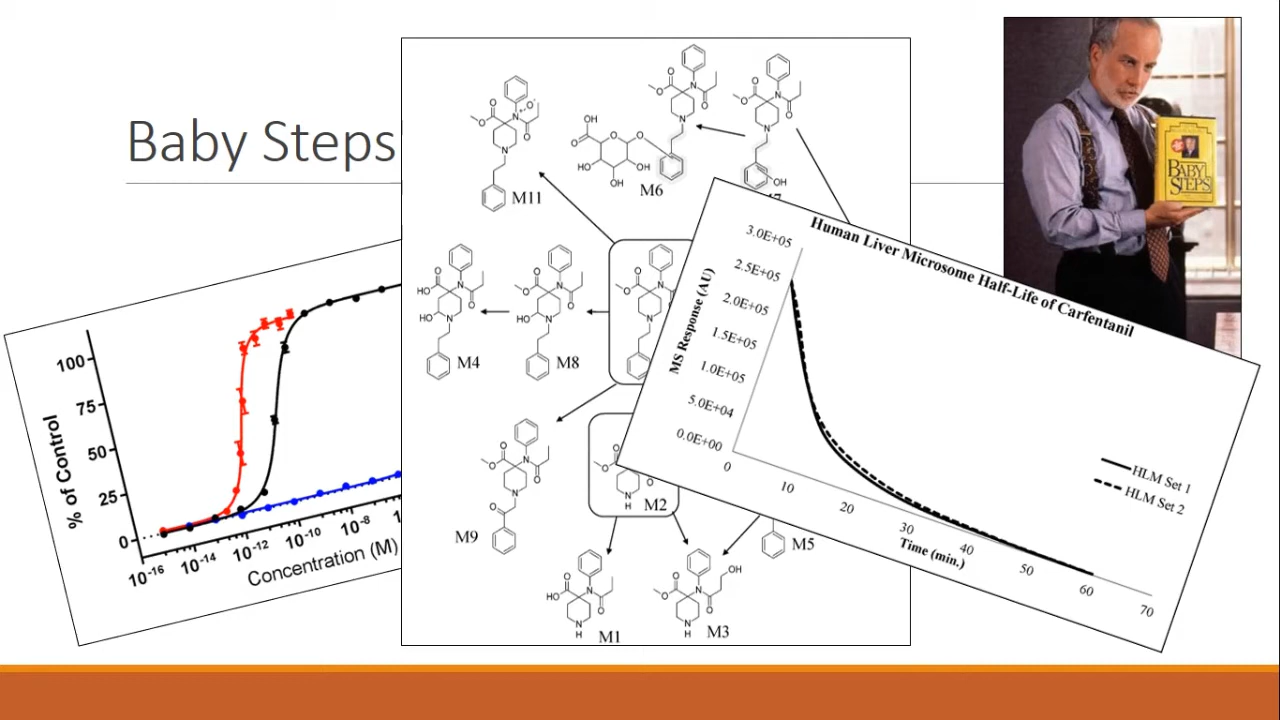 Baby Steps
BABY
STEPS
100
75
50
25
0
% of Control
10-16
10-14
10-12
10-10
10-8
Concentration (M)
M11
M6
M4
M8
M9
M2
M5
M1
M3
Human Liver Microsome Half-Life of Carfentanil
MS Response (AU)
3.0E+05
2.5E+05
2.0E+05
1.5E+05
1.0E+05
5.0E+04
0.0E+00
0
10
20
30
40
50
60
70
Time (min.)
HLM Set 1
HLM Set 2